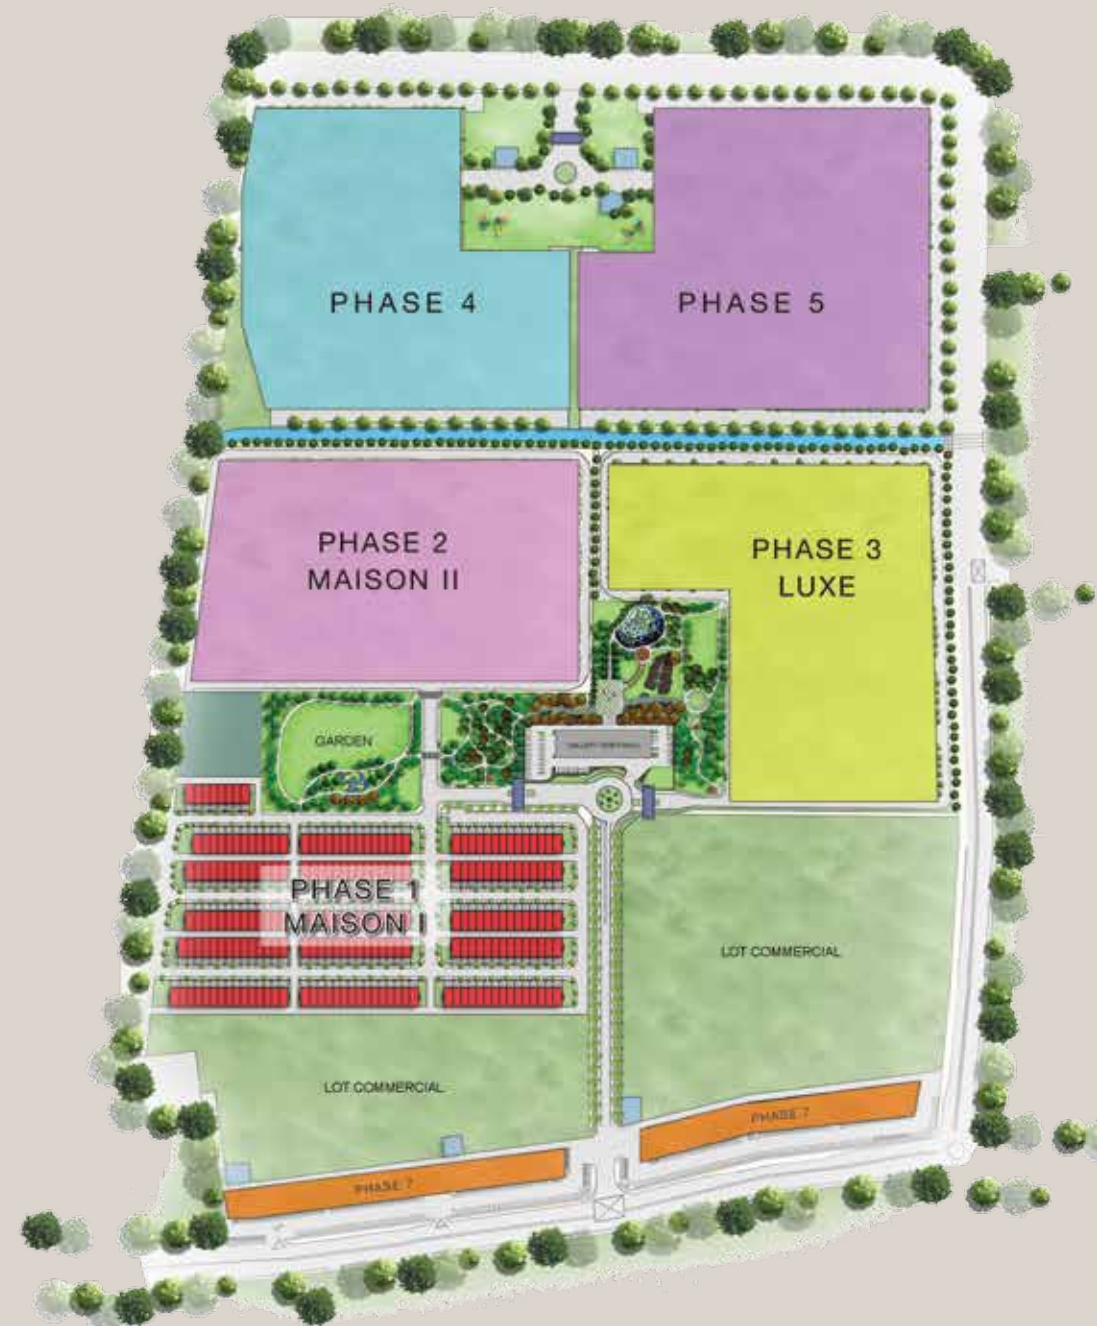 PHASE 4
PHASE 5
PHASE 2
MAISON II
PHASE 3
LUXE
GARDEN
PHASE 1
MAISON I
LOT COMMERCIAL
LOT COMMERCIAL
PHASE 7
PHASE 7